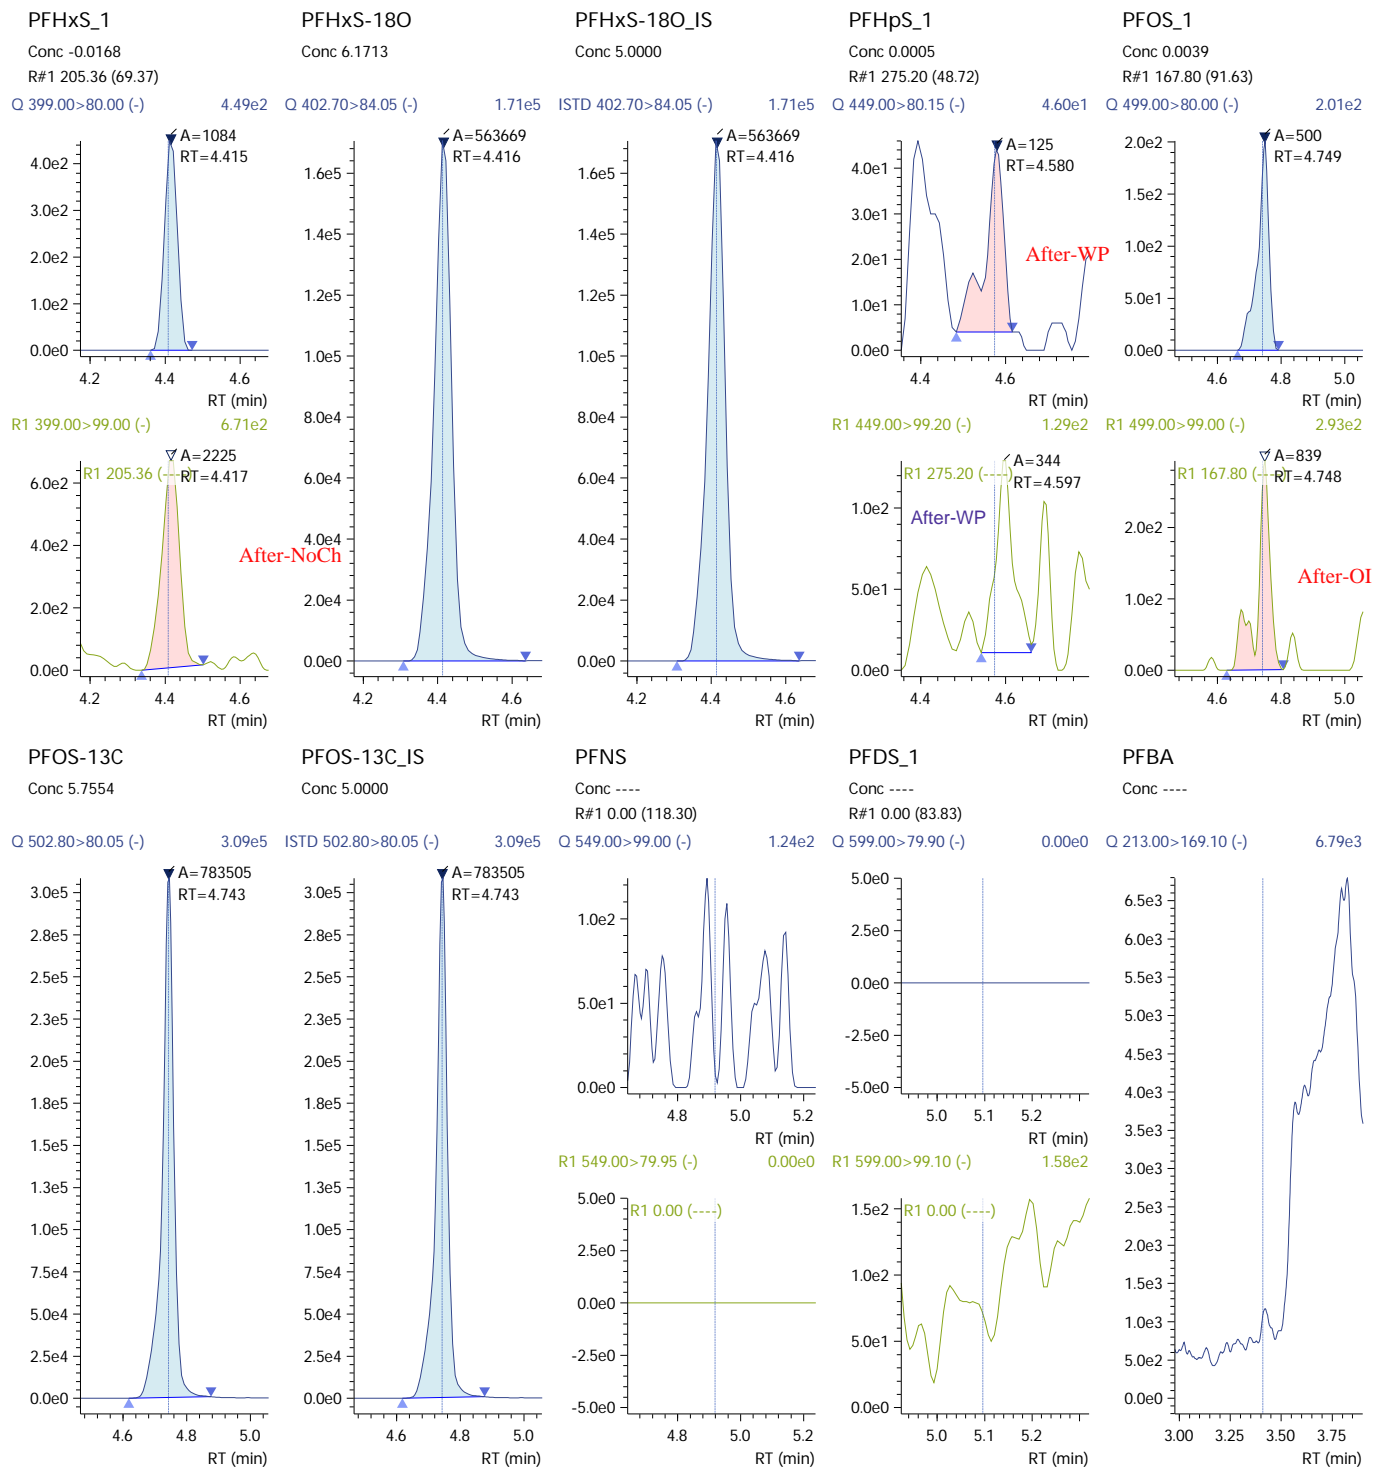 PFHxS_1
Conc -0.0168
R#1 205.36 (69.37)
Q 399.00>80.00 (-) 4.49e2
A=1084
RT=4.415
4.0e2
3.0e2
2.0e2
1.0e2
0.0e0
4.2 4.4 4.6
RT (min)
R1 399.00>99.00 (-) 6.71e2
R1 205.36 (----)
A=2225
RT=4.417
6.0e2
4.0e2
2.0e2
0.0e0
After-NoCh
4.2 4.4 4.6
RT (min)
PFHxS-18O
Conc 6.1713
Q 402.70>84.05 (-) 1.71e5
A=563669
RT=4.416
1.6e5
1.4e5
1.2e5
1.0e5
8.0e4
6.0e4
4.0e4
2.0e4
0.0e0
4.2 4.4 4.6
RT (min)
PFHxS-18O_IS
Conc 5.0000
ISTD 402.70>84.05 (-) 1.71e5
A=563669
RT=4.416
1.6e5
1.4e5
1.2e5
1.0e5
8.0e4
6.0e4
4.0e4
2.0e4
0.0e0
4.2 4.4 4.6
RT (min)
PFHpS_1
Conc 0.0005
R#1 275.20 (48.72)
Q 449.00>80.15 (-) 4.60e1
A=125
RT=4.580
4.0e1
3.0e1
2.0e1
1.0e1
0.0e0
After-WP
4.4 4.6
RT (min)
R1 449.00>99.20 (-) 1.29e2
R1 275.20 (----)
A=344
RT=4.597
After-WP
1.0e2
5.0e1
0.0e0
4.4 4.6
RT (min)
PFOS_1
Conc 0.0039
R#1 167.80 (91.63)
Q 499.00>80.00 (-) 2.01e2
A=500
RT=4.749
2.0e2
1.5e2
1.0e2
5.0e1
0.0e0
4.6 4.8 5.0
RT (min)
R1 499.00>99.00 (-) 2.93e2
R1 167.80 (----)
A=839
RT=4.748
2.0e2
1.0e2
0.0e0
After-OI
4.6 4.8 5.0
RT (min)
PFOS-13C
Conc 5.7554
Q 502.80>80.05 (-) 3.09e5
A=783505
RT=4.743
3.0e5
2.8e5
2.5e5
2.3e5
2.0e5
1.8e5
1.5e5
1.3e5
1.0e5
7.5e4
5.0e4
2.5e4
0.0e0
4.6 4.8 5.0
RT (min)
PFOS-13C_IS
Conc 5.0000
ISTD 502.80>80.05 (-) 3.09e5
A=783505
RT=4.743
3.0e5
2.8e5
2.5e5
2.3e5
2.0e5
1.8e5
1.5e5
1.3e5
1.0e5
7.5e4
5.0e4
2.5e4
0.0e0
4.6 4.8 5.0
RT (min)
PFNS
Conc ----
R#1 0.00 (118.30)
Q 549.00>99.00 (-) 1.24e2
1.0e2
5.0e1
0.0e0
4.8 5.0 5.2
RT (min)
R1 549.00>79.95 (-) 0.00e0
R1 0.00 (----)
5.0e0
2.5e0
0.0e0
-2.5e0
-5.0e0
4.8 5.0 5.2
RT (min)
PFDS_1
Conc ----
R#1 0.00 (83.83)
Q 599.00>79.90 (-) 0.00e0
5.0e0
2.5e0
0.0e0
-2.5e0
-5.0e0
5.0 5.1 5.2
RT (min)
R1 599.00>99.10 (-) 1.58e2
R1 0.00 (----)
1.5e2
1.0e2
5.0e1
0.0e0
5.0 5.1 5.2
RT (min)
PFBA
Conc ----
Q 213.00>169.10 (-) 6.79e3
6.5e3
6.0e3
5.5e3
5.0e3
4.5e3
4.0e3
3.5e3
3.0e3
2.5e3
2.0e3
1.5e3
1.0e3
5.0e2
0.0e0
3.00 3.25 3.50 3.75
RT (min)